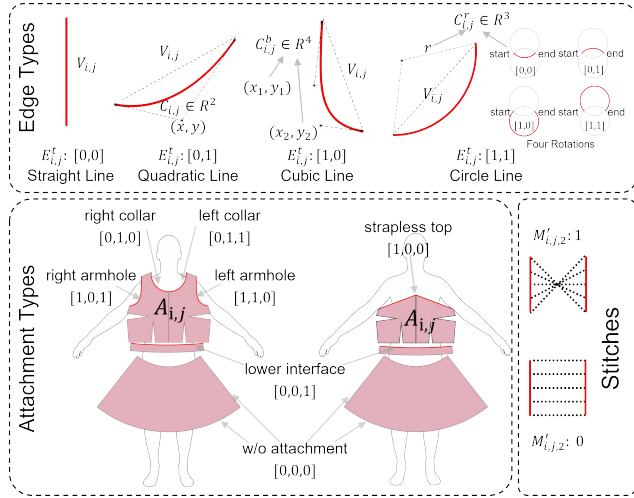 Edge Types
V_{i,j}
V_{i,j}
C_{i,j} ∈ R^2
(x, y)
C^b_{i,j} ∈ R^4
(x_1, y_1)
(x_2, y_2)
V_{i,j}
C^r_{i,j} ∈ R^3
r
V_{i,j}
start end
[0,0]
start end
[0,1]
start end
[1,0]
start end
[1,1]
Four Rotations
E^t_{i,j}: [0,0]
Straight Line
E^t_{i,j}: [0,1]
Quadratic Line
E^t_{i,j}: [1,0]
Cubic Line
E^t_{i,j}: [1,1]
Circle Line
Attachment Types
right collar
[0,1,0]
left collar
[0,1,1]
right armhole
[1,0,1]
left armhole
[1,1,0]
A_{i,j}
strapless top
[1,0,0]
A_{i,j}
lower interface
[0,0,1]
w/o attachment
[0,0,0]
Stitches
M'_{i,j,2}: 1
M'_{i,j,2}: 0